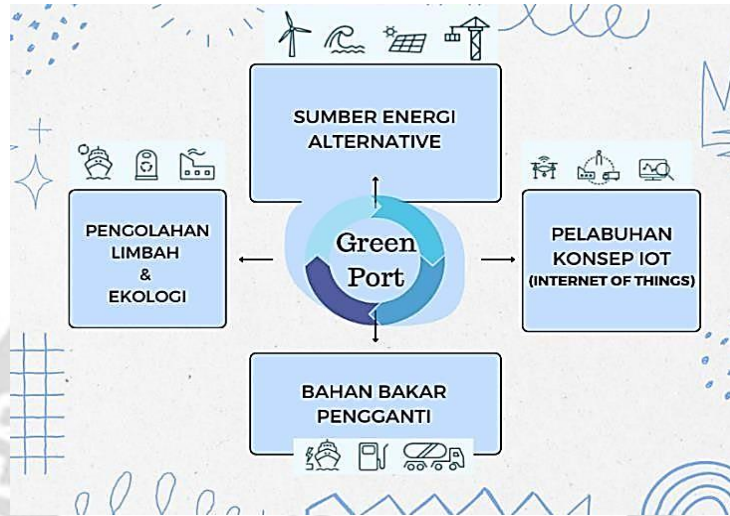 SUMBER ENERGI
ALTERNATIVE
PENGOLAHAN
LIMBAH
&
EKOLOGI
Green
Port
PELABUHAN
KONSEP IOT
(INTERNET OF THINGS)
BAHAN BAKAR
PENGGANTI